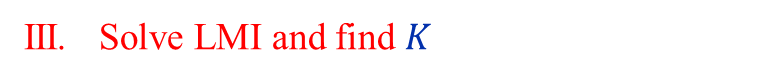 III. Solve LMI and find K